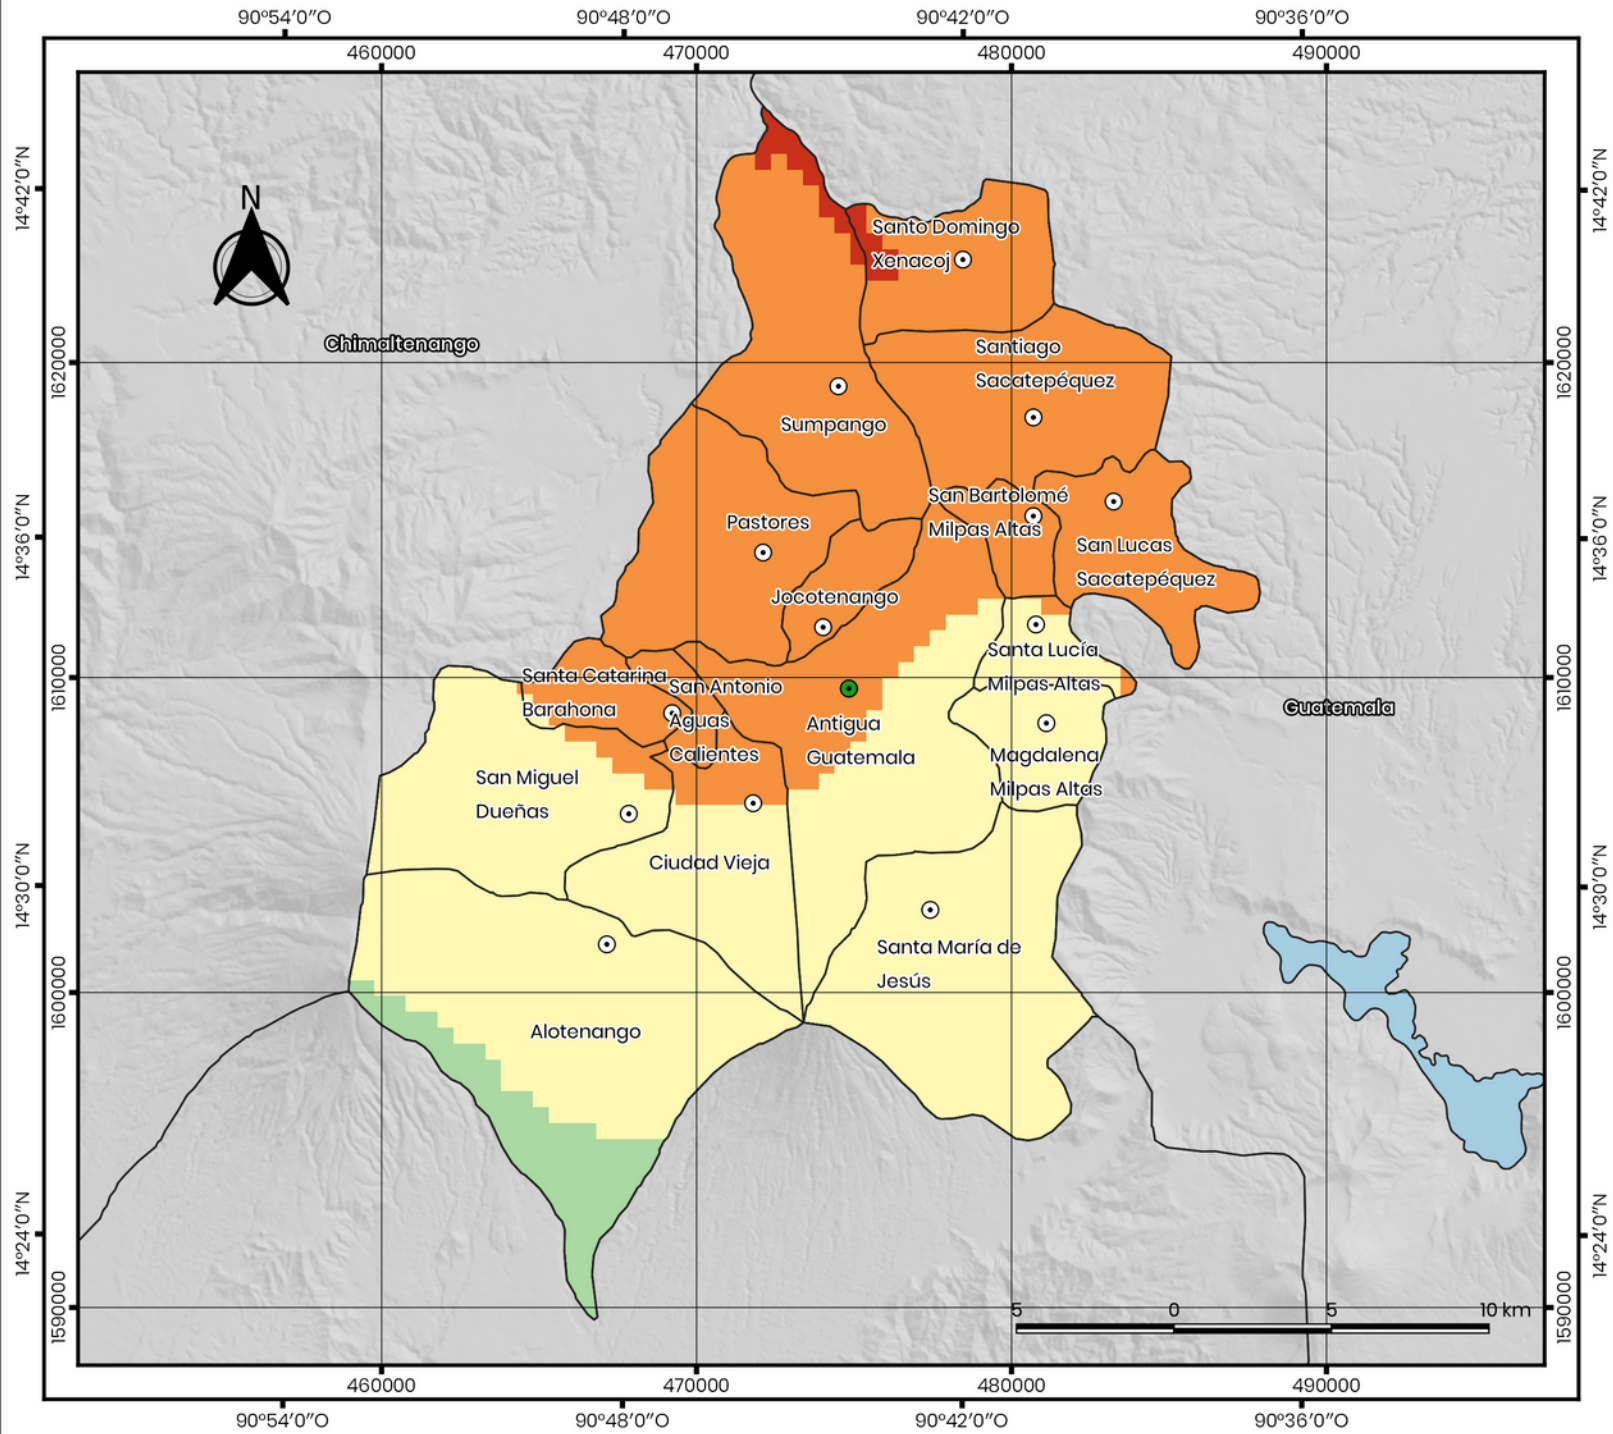 90°54′0″O 90°48′0″O 90°42′0″O 90°36′0″O
460000 470000 480000 490000
14°42′0″N
14°42′0″N
N
Santo Domingo
Xenacoj
Chimaltenango
1620000
1620000
Santiago
Sacatepéquez
Sumpango
San Bartolomé
Milpas Altas
Pastores
14°36′0″N
14°36′0″N
San Lucas
Sacatepéquez
Jocotenango
Santa Lucía
Milpas Altas
1610000
1610000
Santa Catarina
Barahona
San Antonio
Aguas
Calientes
Antigua
Guatemala
Guatemala
Magdalena
Milpas Altas
San Miguel
Dueñas
Ciudad Vieja
14°30′0″N
14°30′0″N
Santa María de
Jesús
1600000
1600000
Alotenango
14°24′0″N
14°24′0″N
1590000
1590000
5 0 5 10 km
460000 470000 480000 490000
90°54′0″O 90°48′0″O 90°42′0″O 90°36′0″O